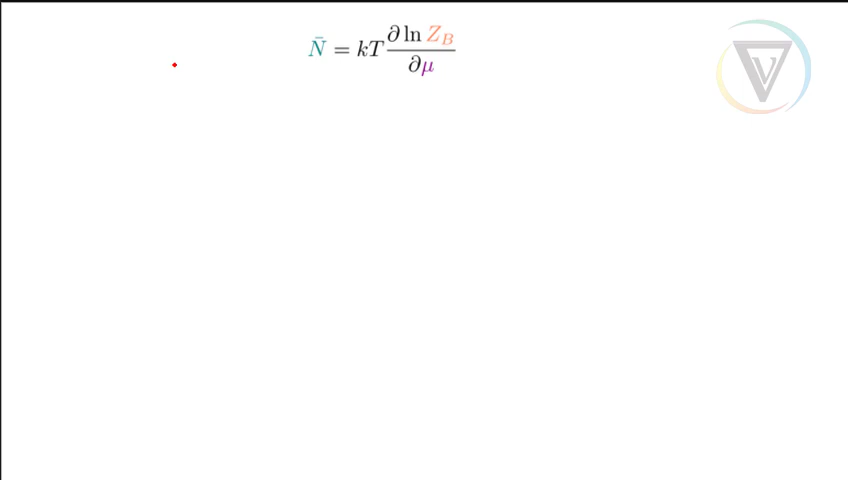 N̄ = kT ∂ ln Z_B / ∂μ